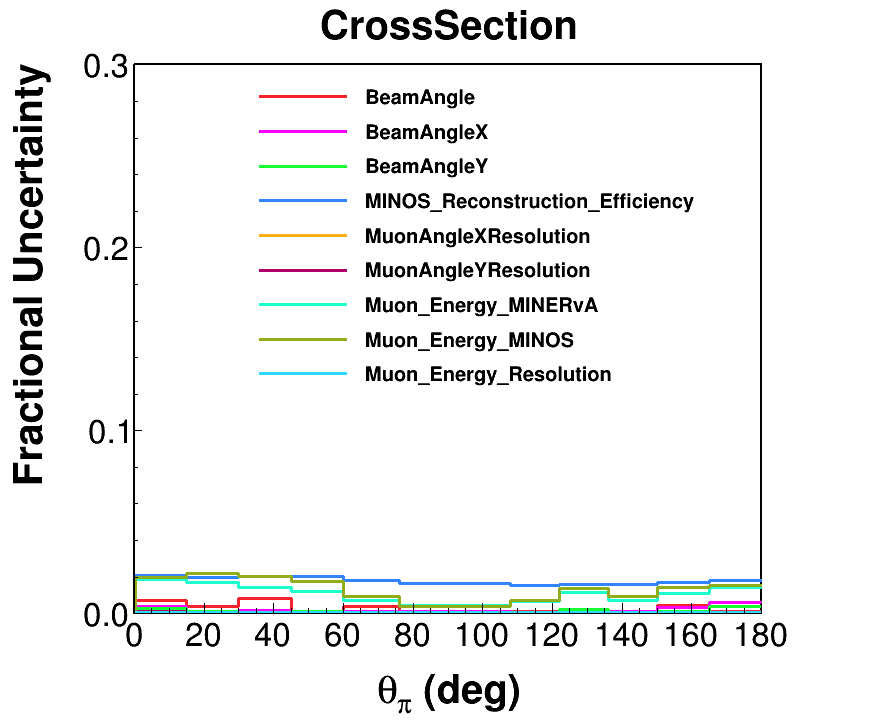 CrossSection
Fractional Uncertainty
0.3
0.2
0.1
0.0
BeamAngle
BeamAngleX
BeamAngleY
MINOS_Reconstruction_Efficiency
MuonAngleXResolution
MuonAngleYResolution
Muon_Energy_MINERvA
Muon_Energy_MINOS
Muon_Energy_Resolution
0 20 40 60 80 100 120 140 160 180
θπ (deg)